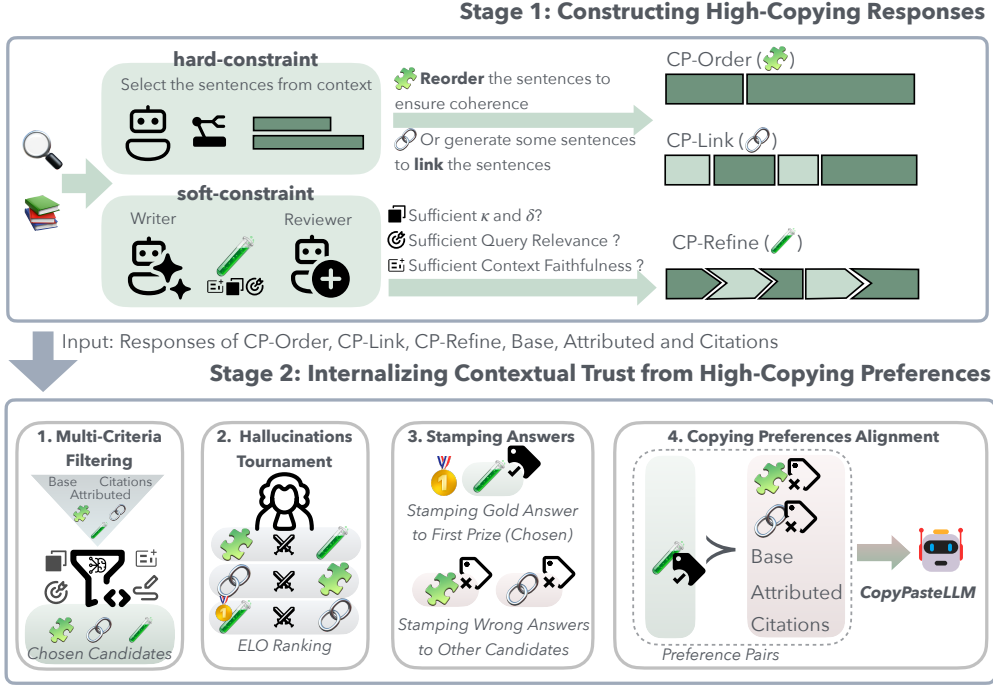 Stage 1: Constructing High-Copying Responses
hard-constraint
Select the sentences from context
Reorder the sentences to
ensure coherence
Or generate some sentences
to link the sentences
CP-Order ( )
CP-Link ( )
soft-constraint
Writer
Reviewer
Sufficient κ and δ?
Sufficient Query Relevance ?
Sufficient Context Faithfulness ?
CP-Refine ( )
Input: Responses of CP-Order, CP-Link, CP-Refine, Base, Attributed and Citations
Stage 2: Internalizing Contextual Trust from High-Copying Preferences
1. Multi-Criteria
Filtering
Base Citations
Attributed
Chosen Candidates
2. Hallucinations
Tournament
1
ELO Ranking
3. Stamping Answers
1
Stamping Gold Answer
to First Prize (Chosen)
Stamping Wrong Answers
to Other Candidates
4. Copying Preferences Alignment
Base
Attributed
Citations
Preference Pairs
CopyPasteLLM